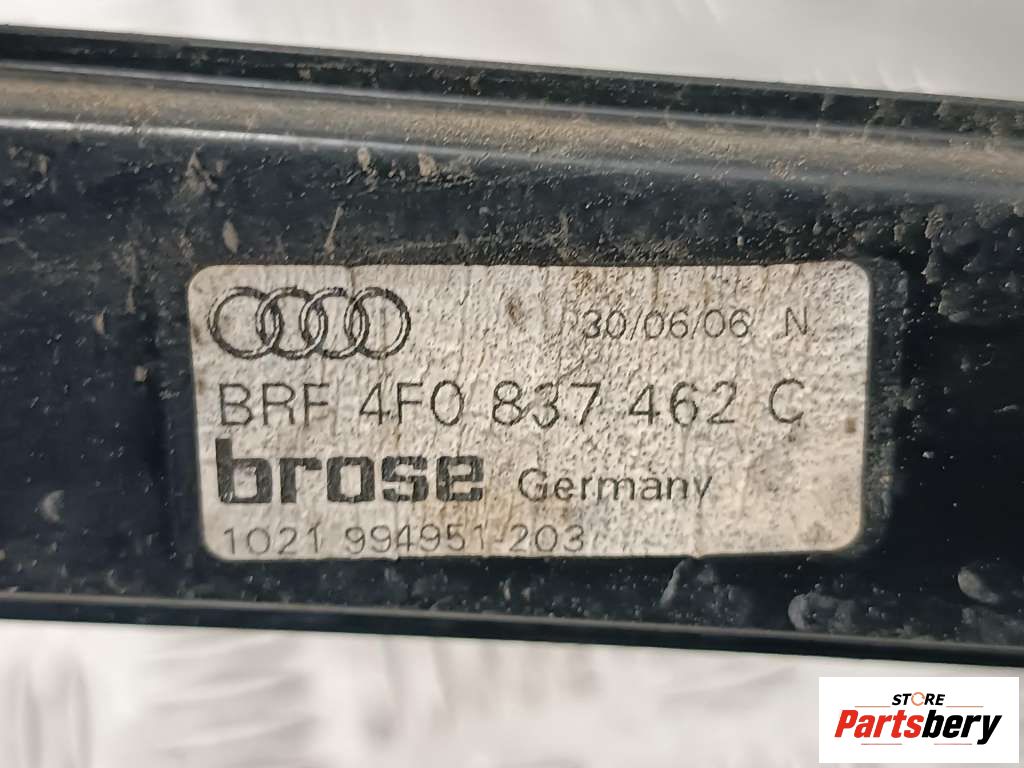 30/06/06 N
BRF 4F0 837 462 C
brose Germany
1021 994951-203
STORE
Partsbery